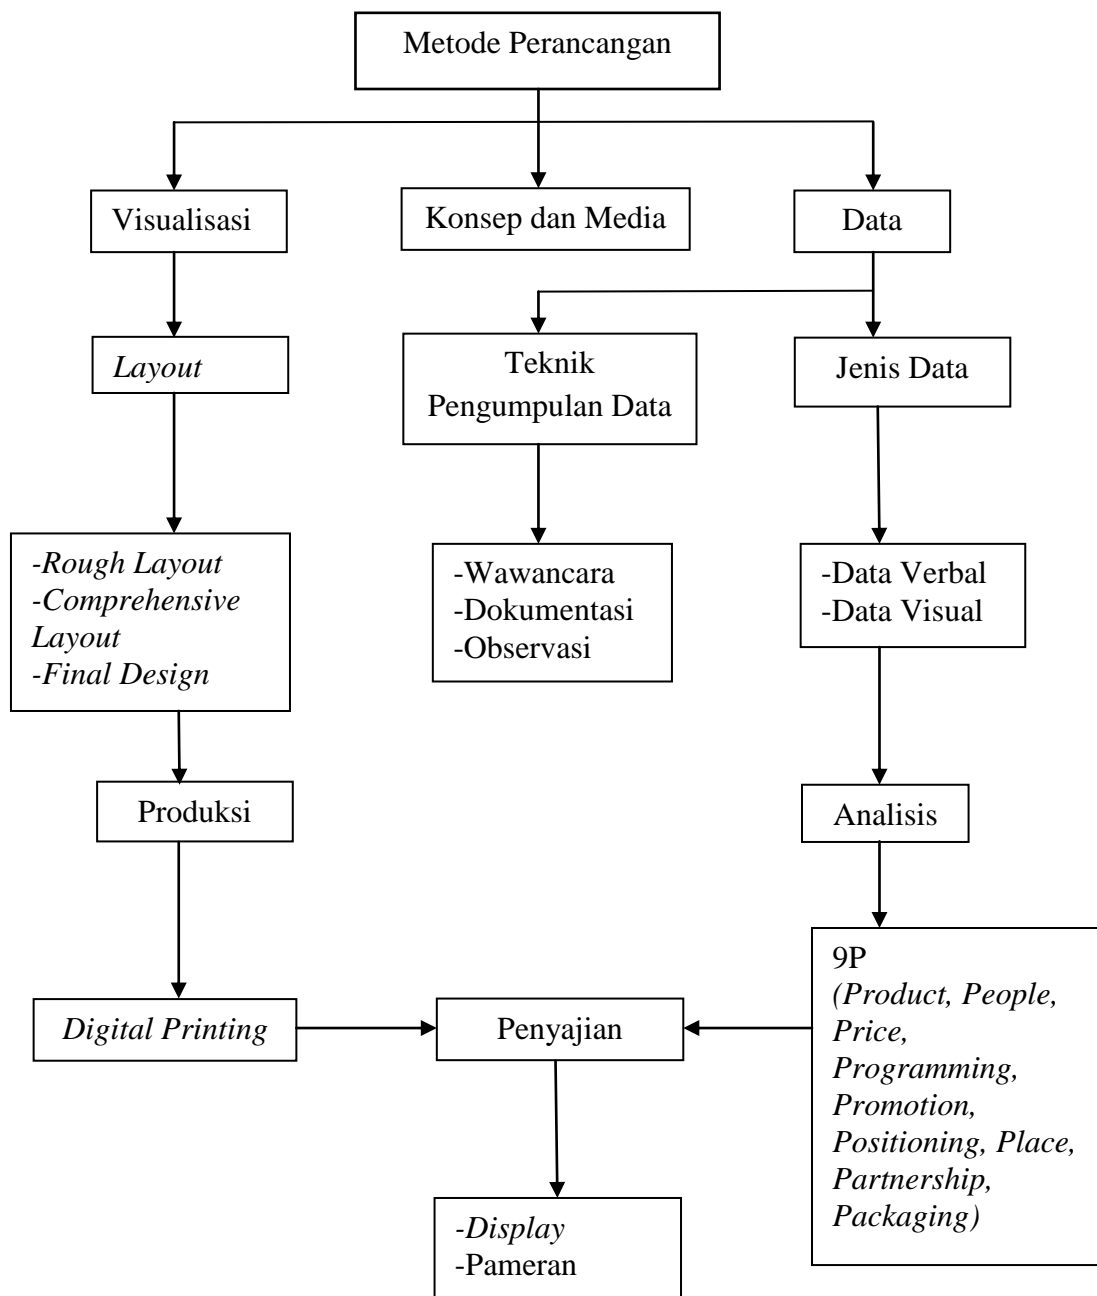 Metode Perancangan
Visualisasi
Konsep dan Media
Data
Layout
Teknik
Pengumpulan Data
Jenis Data
-Rough Layout
-Comprehensive
Layout
-Final Design
-Wawancara
-Dokumentasi
-Observasi
-Data Verbal
-Data Visual
Produksi
Analisis
Digital Printing
Penyajian
9P
(Product, People,
Price,
Programming,
Promotion,
Positioning, Place,
Partnership,
Packaging)
-Display
-Pameran